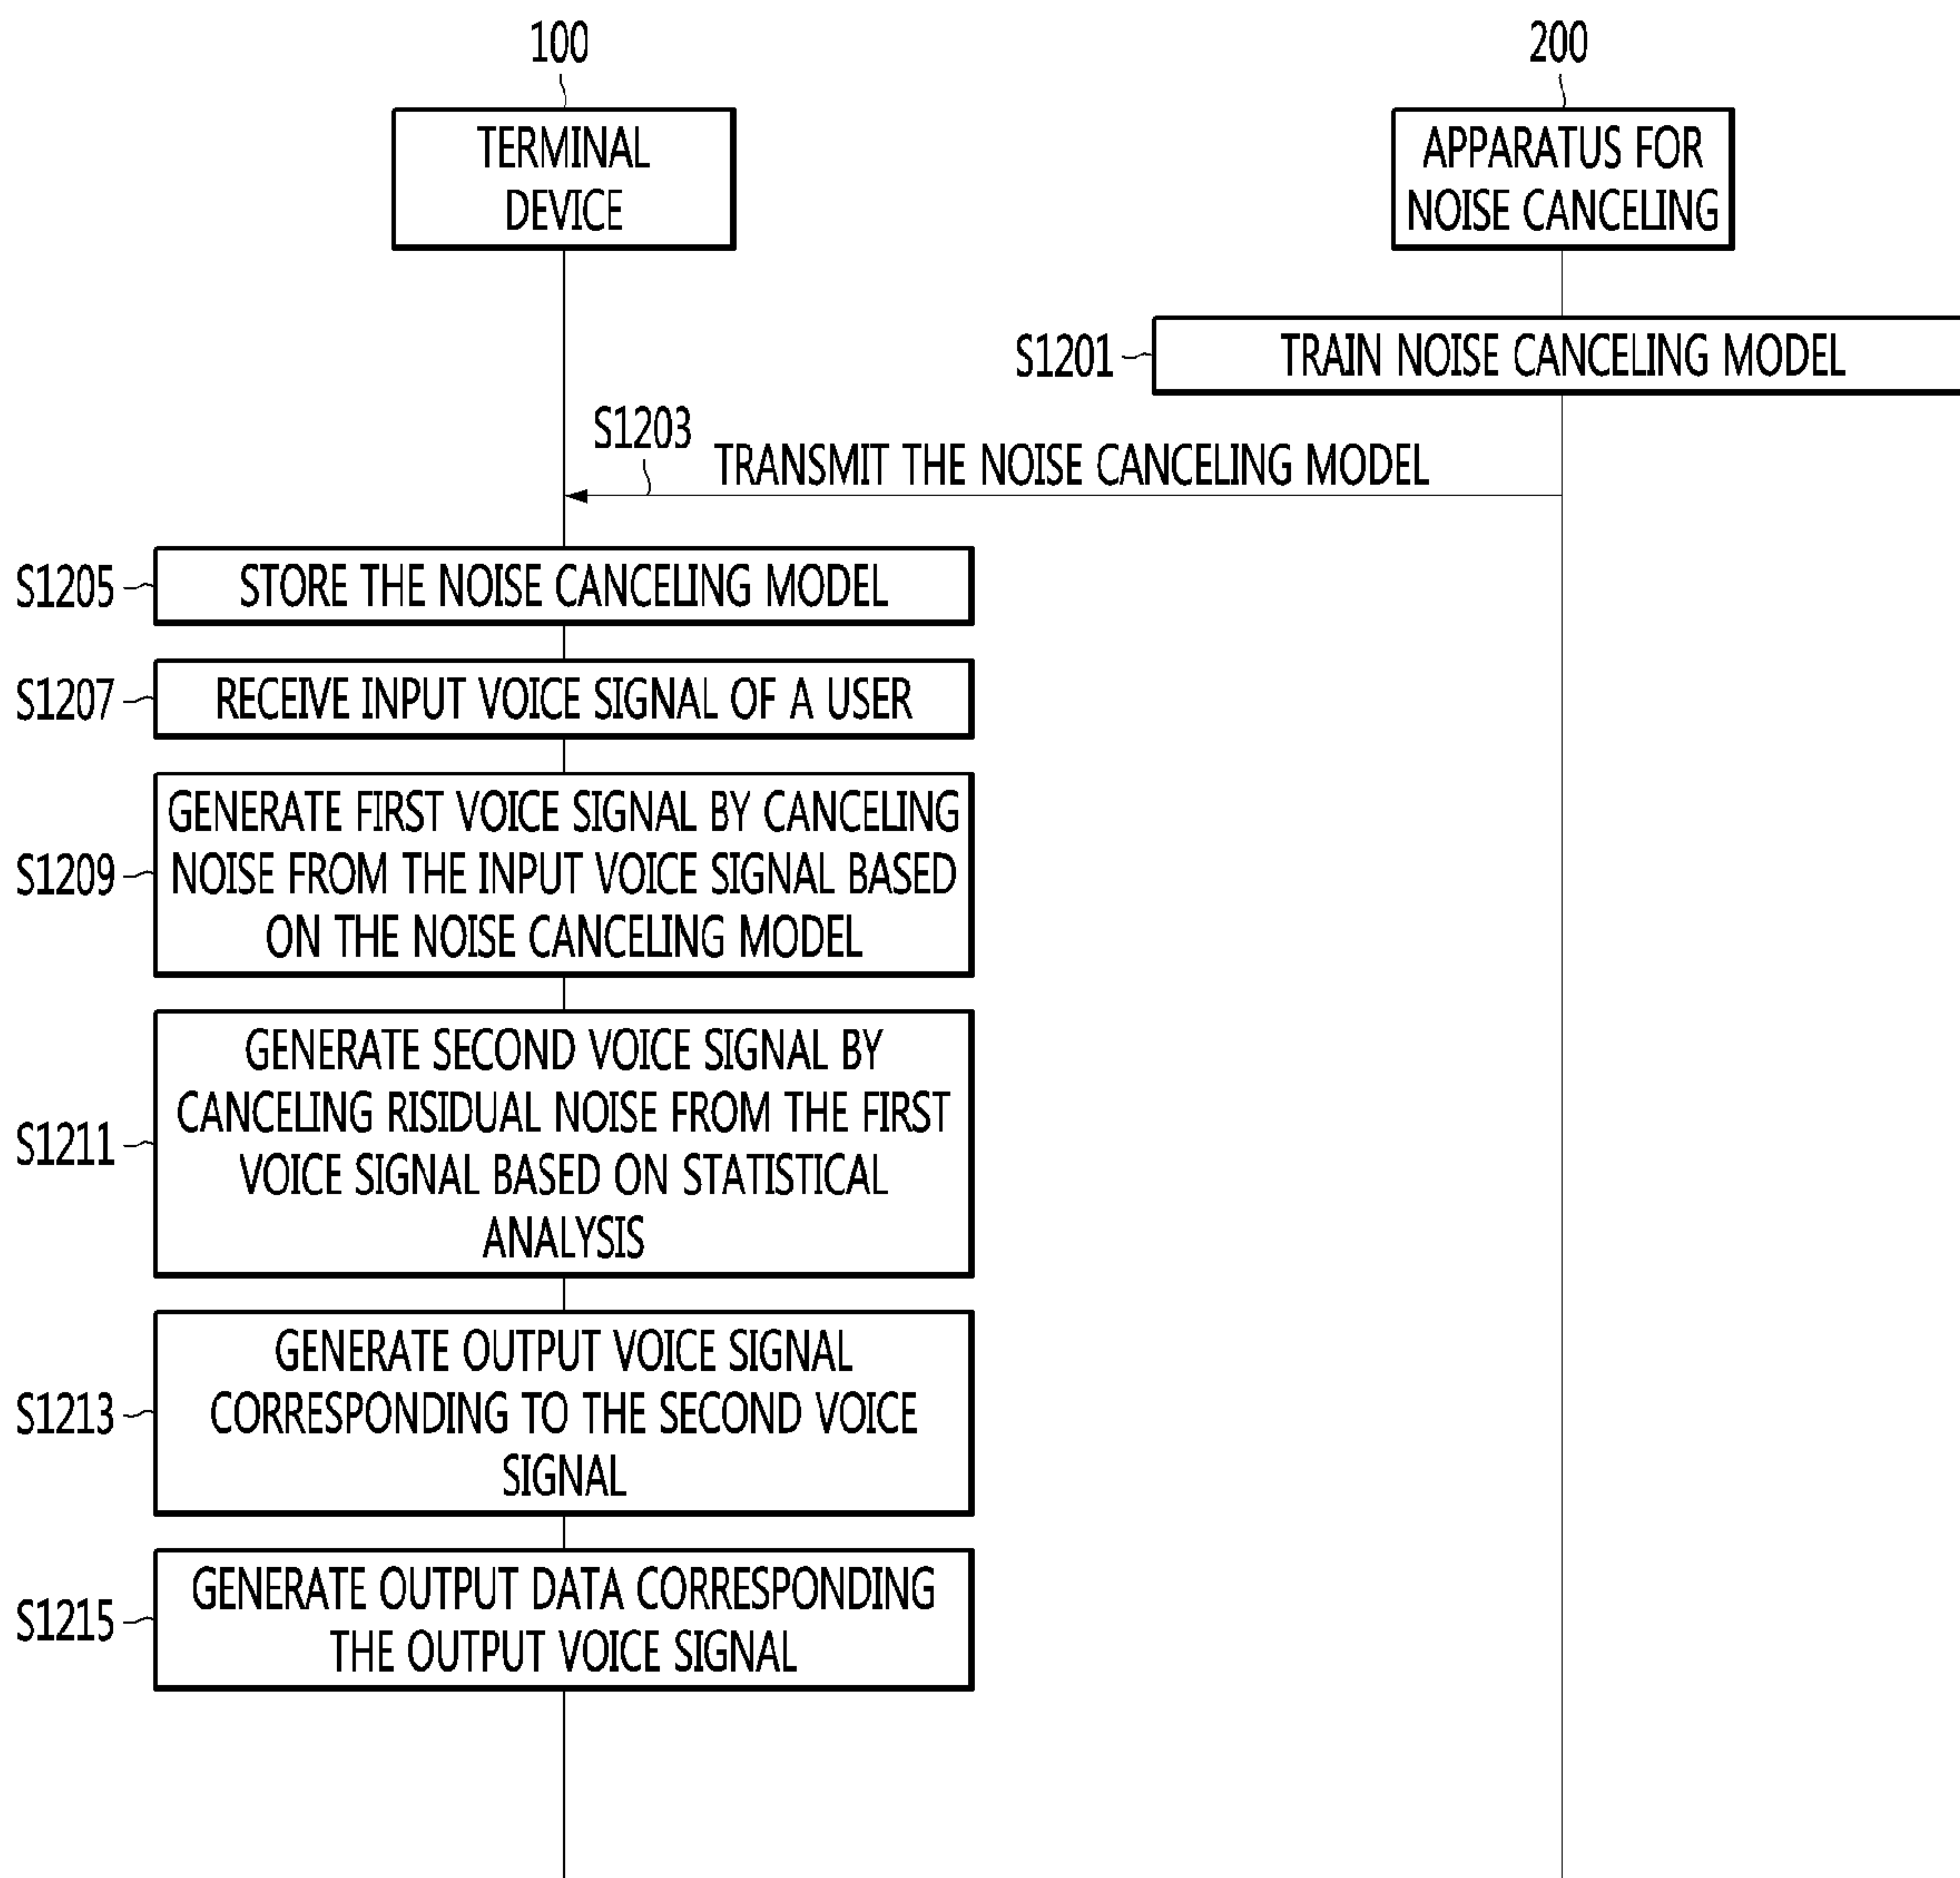 100
200
TERMINAL
DEVICE
APPARATUS FOR
NOISE CANCELING
S1201
TRAIN NOISE CANCELING MODEL
S1203
TRANSMIT THE NOISE CANCELING MODEL
S1205
STORE THE NOISE CANCELING MODEL
S1207
RECEIVE INPUT VOICE SIGNAL OF A USER
S1209
GENERATE FIRST VOICE SIGNAL BY CANCELING
NOISE FROM THE INPUT VOICE SIGNAL BASED
ON THE NOISE CANCELING MODEL
S1211
GENERATE SECOND VOICE SIGNAL BY
CANCELING RISIDUAL NOISE FROM THE FIRST
VOICE SIGNAL BASED ON STATISTICAL
ANALYSIS
S1213
GENERATE OUTPUT VOICE SIGNAL
CORRESPONDING TO THE SECOND VOICE
SIGNAL
S1215
GENERATE OUTPUT DATA CORRESPONDING
THE OUTPUT VOICE SIGNAL